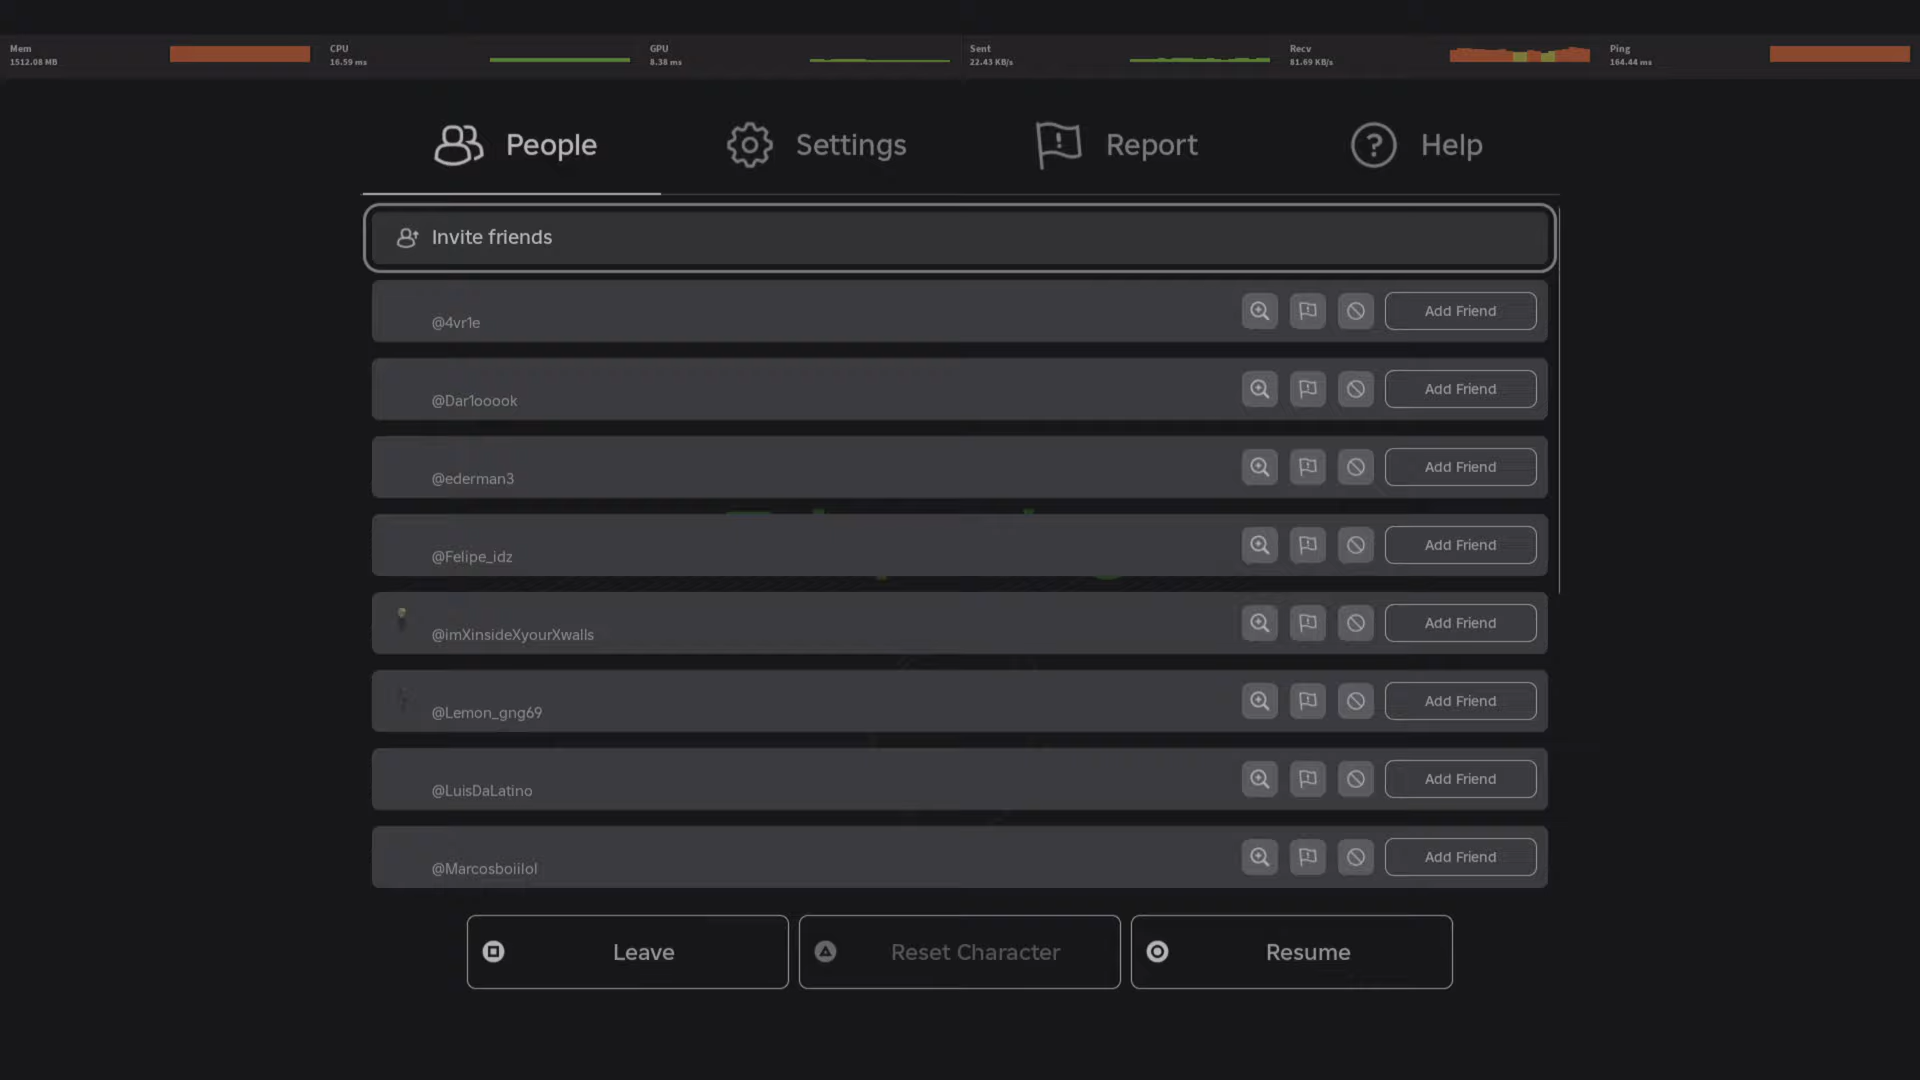 Mem
1512.08 MB
CPU
16.59 ms
GPU
8.38 ms
Sent
22.43 KB/s
Recv
81.69 KB/s
Ping
164.44 ms
People
Settings
Report
Help
Invite friends
@4vr1e
Add Friend
@Dar1ooook
Add Friend
@ederman3
Add Friend
@Felipe_idz
Add Friend
@imXinsideXyourXwalls
Add Friend
@Lemon_gng69
Add Friend
@LuisDaLatino
Add Friend
@Marcosboiilol
Add Friend
Leave
Reset Character
Resume